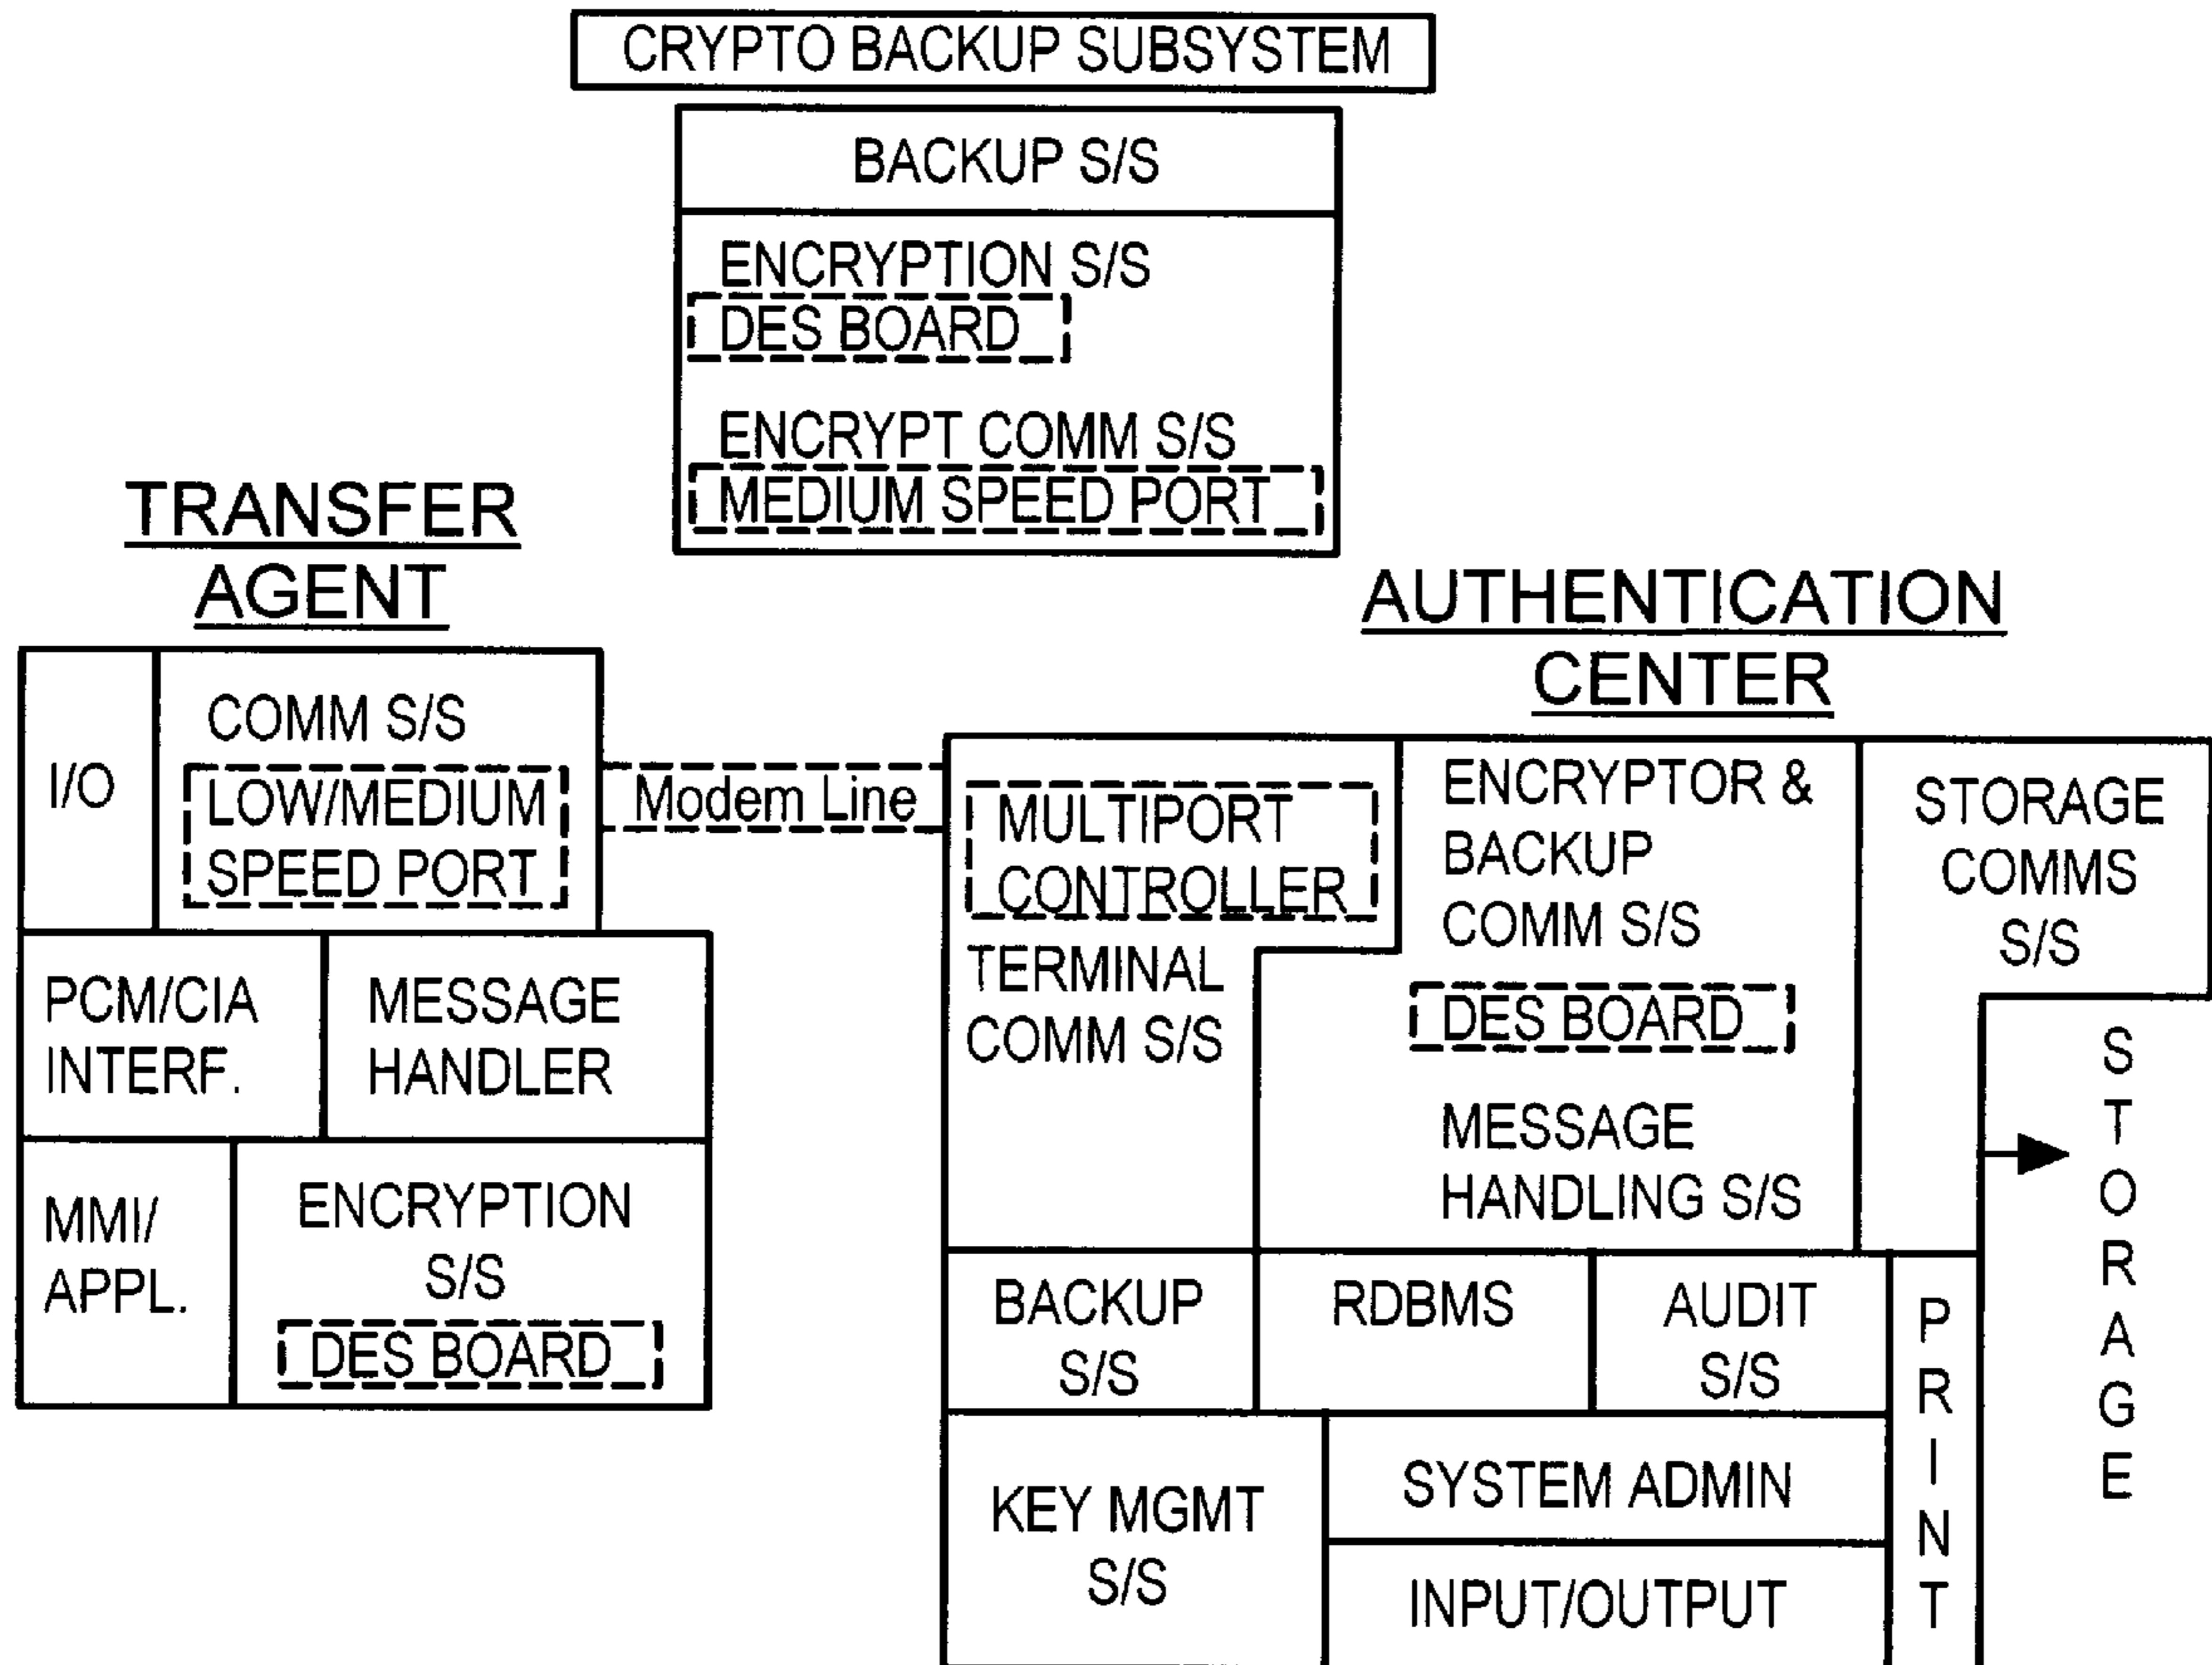 CRYPTO BACKUP SUBSYSTEM
BACKUP S/S
ENCRYPTION S/S
DES BOARD
ENCRYPT COMM S/S
MEDIUM SPEED PORT
TRANSFER
AGENT
I/O
COMM S/S
LOW/MEDIUM
SPEED PORT
PCM/CIA
INTERF.
MESSAGE
HANDLER
MMI/
APPL.
ENCRYPTION
S/S
DES BOARD
Modem Line
AUTHENTICATION
CENTER
MULTIPORT
CONTROLLER
TERMINAL
COMM S/S
ENCRYPTOR &
BACKUP
COMM S/S
DES BOARD
MESSAGE
HANDLING S/S
STORAGE
COMMS
S/S
BACKUP
S/S
RDBMS
AUDIT
S/S
KEY MGMT
S/S
SYSTEM ADMIN
INPUT/OUTPUT
PRINT
STORAGE